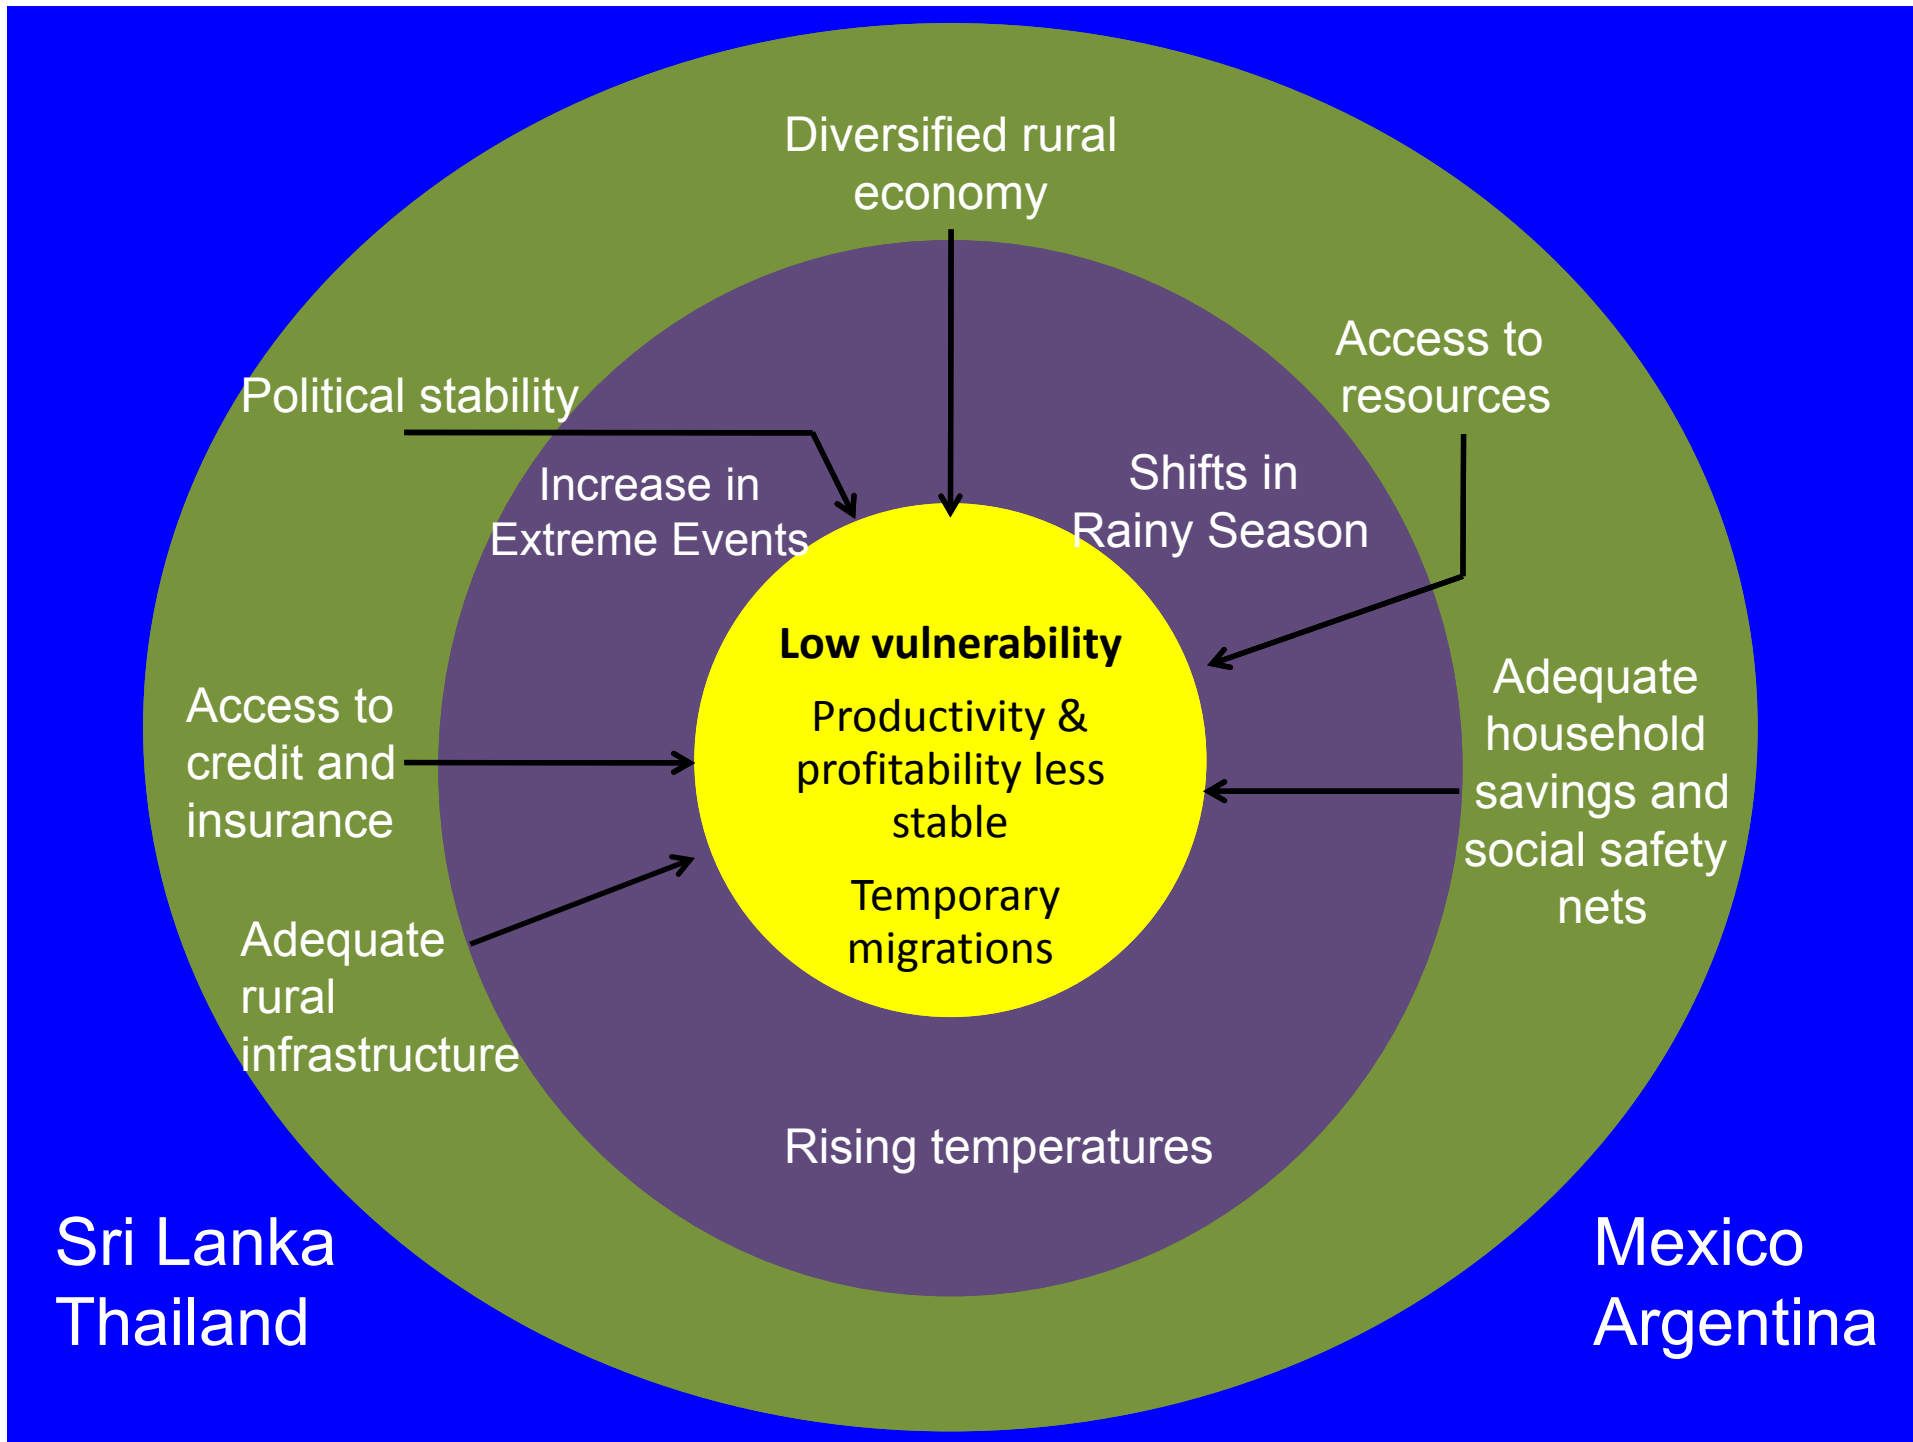 Diversified rural
economy
Access to
resources
Political stability
Increase in
Extreme Events
Shifts in
Rainy Season
Low vulnerability
Productivity &
profitability less
stable
Temporary
migrations
Access to
credit and
insurance
Adequate
household
savings and
social safety
nets
Adequate
rural
infrastructure
Rising temperatures
Sri Lanka
Thailand
Mexico
Argentina